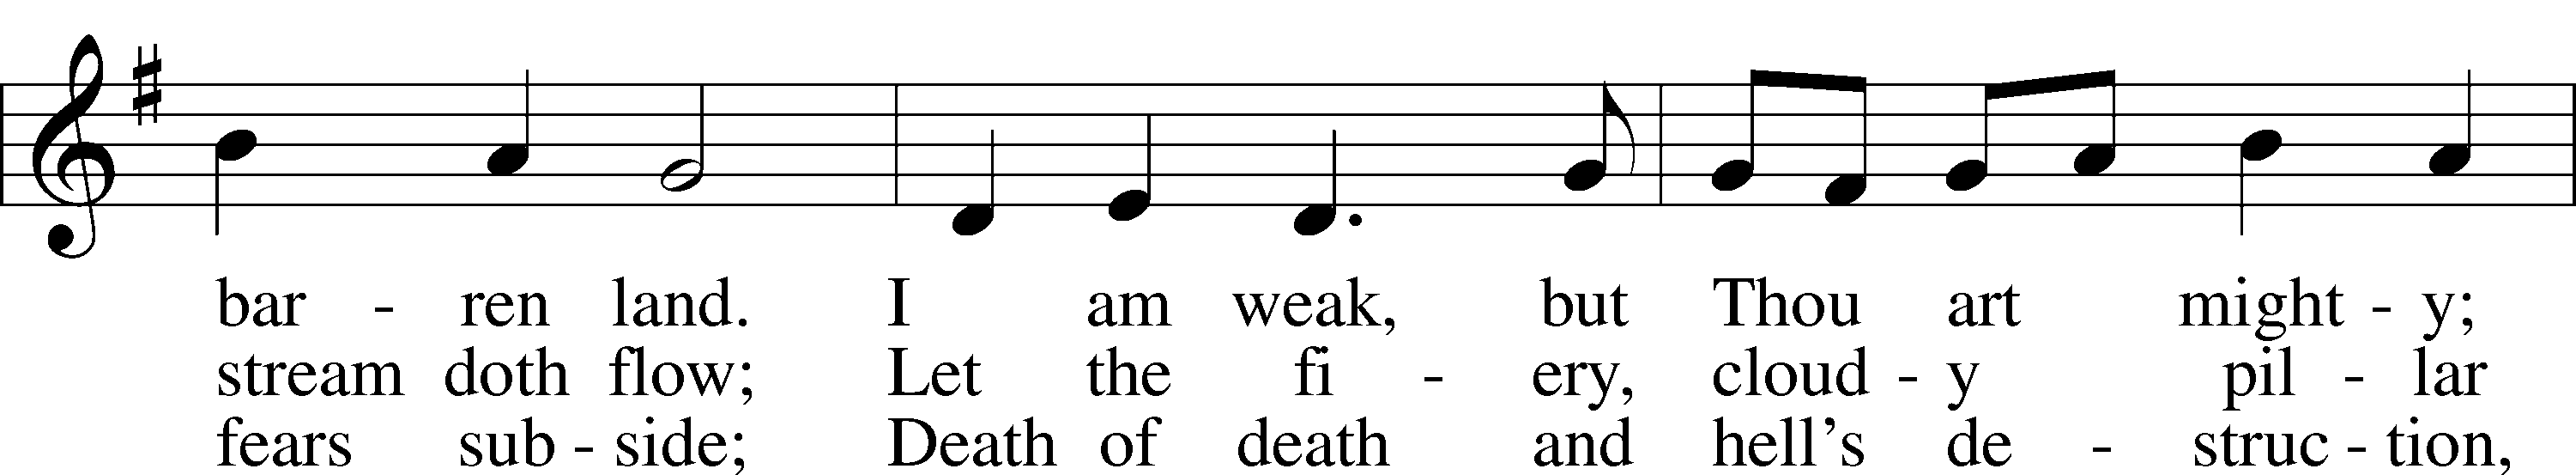 bar - ren land. I am weak, but Thou art might - y;
stream doth flow; Let the fi - ery, cloud - y pil - lar
fears sub - side; Death of death and hell's de - struc - tion,